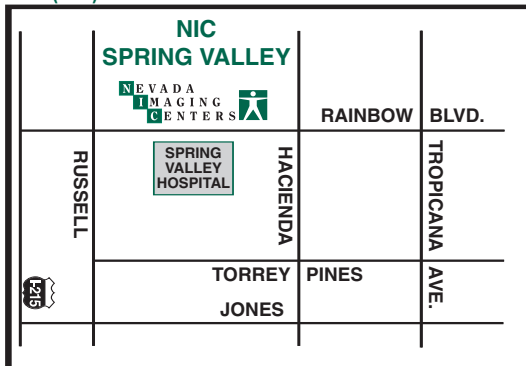 NIC
SPRING VALLEY
NEVADA
IMAGING
CENTERS
RAINBOW BLVD.
SPRING
VALLEY
HOSPITAL
RUSSELL
HACIENDA
TROPICANA AVE.
TORREY PINES
JONES
I-215